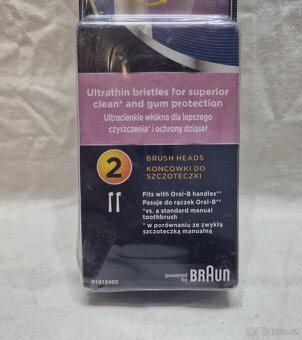 Ultrathin bristles for superior
clean* and gum protection
Ultracienkie włókna dla lepszego
czyszczenia* i ochrony dziąseł
2
BRUSH HEADS
KOŃCÓWKI DO
SZCZOTECZKI
Fits with Oral-B handles**
Pasuje do rączek Oral-B**
*vs. a standard manual
toothbrush
*w porównaniu ze zwykłą
szczoteczką manualną
91815462
powered by
BRAUN